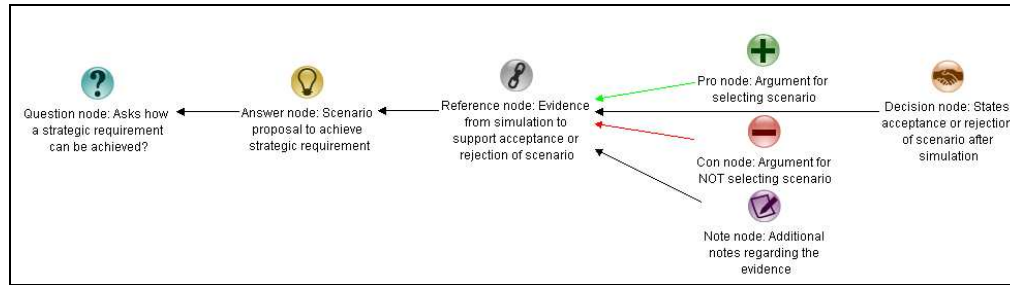 Question node: Asks how
a strategic requirement
can be achieved?
Answer node: Scenario
proposal to achieve
strategic requirement
Reference node: Evidence
from simulation to
support acceptance or
rejection of scenario
Pro node: Argument for
selecting scenario
Con node: Argument for
NOT selecting scenario
Note node: Additional
notes regarding the
evidence
Decision node: States
acceptance or rejection
of scenario after
simulation